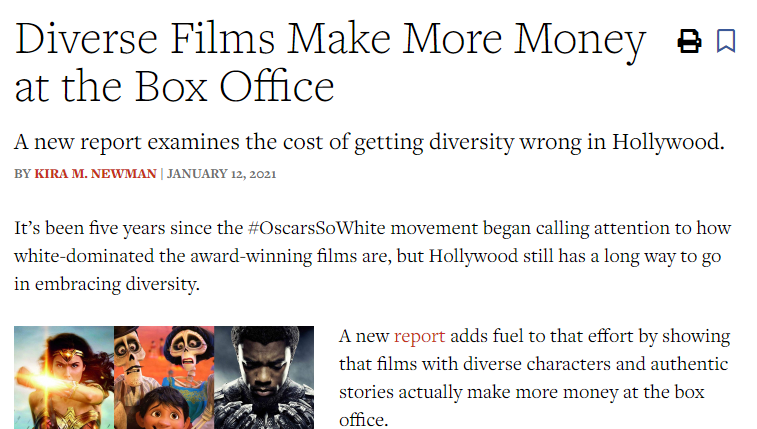 Diverse Films Make More Money
at the Box Office
A new report examines the cost of getting diversity wrong in Hollywood.
BY KIRA M. NEWMAN | JANUARY 12, 2021
It’s been five years since the #OscarsSoWhite movement began calling attention to how
white-dominated the award-winning films are, but Hollywood still has a long way to go
in embracing diversity.
A new report adds fuel to that effort by showing
that films with diverse characters and authentic
stories actually make more money at the box
office.